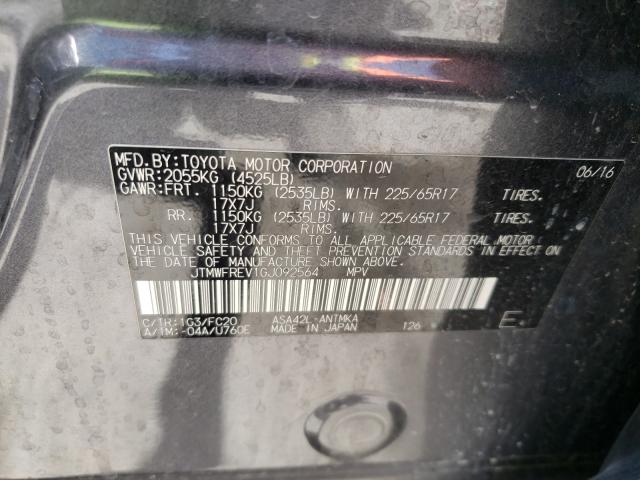 MFD.BY:TOYOTA MOTOR CORPORATION 06/16
GVWR:2055KG (4525LB)
GAWR:FRT. 1150KG (2535LB) WITH 225/65R17 TIRES.
17X7J RIMS.
RR. 1150KG (2535LB) WITH 225/65R17 TIRES.
17X7J RIMS.
THIS VEHICLE CONFORMS TO ALL APPLICABLE FEDERAL MOTOR
VEHICLE SAFETY AND THEFT PREVENTION STANDARDS IN EFFECT ON
THE DATE OF MANUFACTURE SHOWN ABOVE.
JTMWFREV1GJ092564 MPV
C/TR:1G3/FC20 ASA42L-ANTMKA
A/TM:-04A/U760E MADE IN JAPAN 126 E